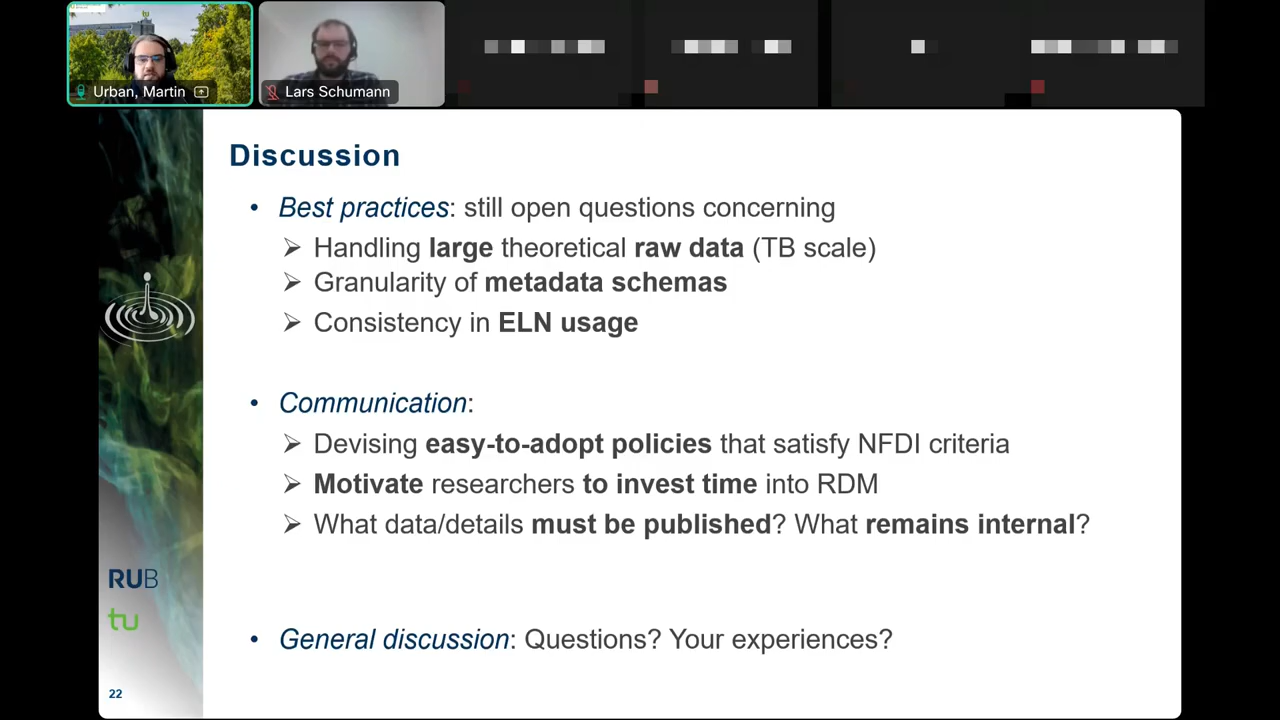 Urban, Martin
Lars Schumann
Discussion
• Best practices: still open questions concerning
➢ Handling large theoretical raw data (TB scale)
➢ Granularity of metadata schemas
➢ Consistency in ELN usage
• Communication:
➢ Devising easy-to-adopt policies that satisfy NFDI criteria
➢ Motivate researchers to invest time into RDM
➢ What data/details must be published? What remains internal?
RUB
tu
• General discussion: Questions? Your experiences?
22